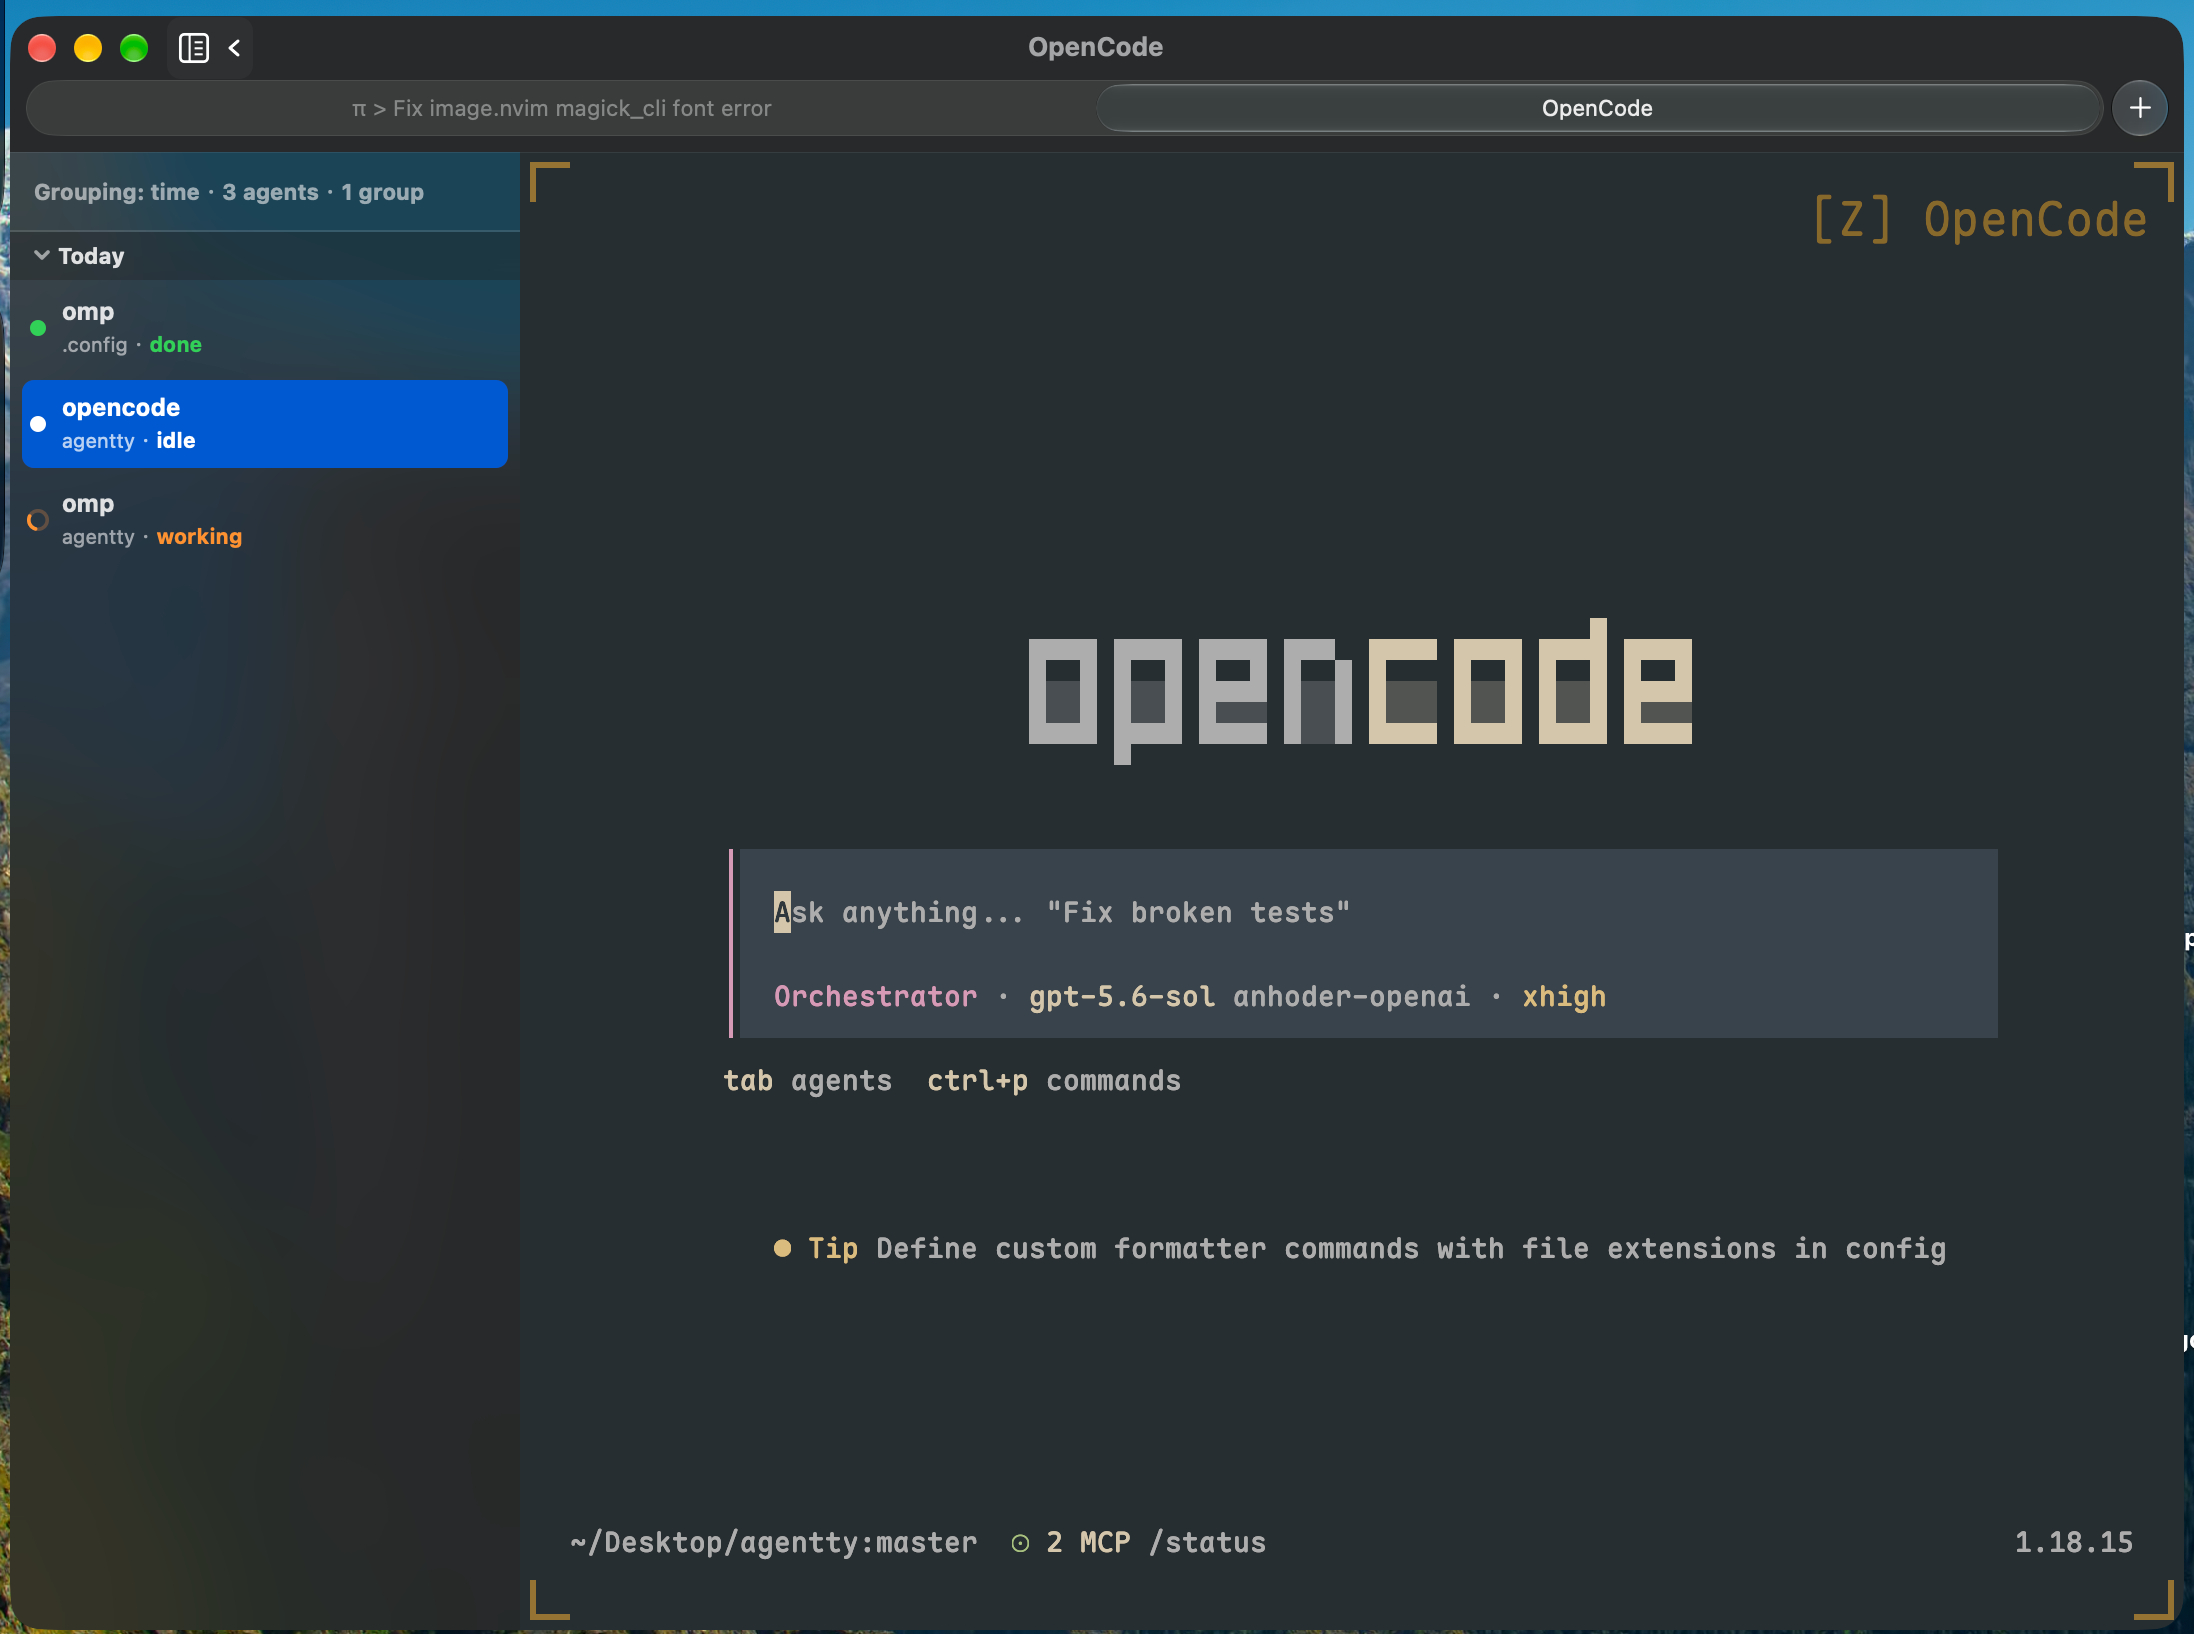 OpenCode
π > Fix image.nvim magick_cli font error
OpenCode
Grouping: time · 3 agents · 1 group
Today
omp
.config · done
opencode
agentty · idle
omp
agentty · working
[Z] OpenCode
opencode
Ask anything... "Fix broken tests"
Orchestrator · gpt-5.6-sol anhoder-openai · xhigh
tab agents ctrl+p commands
● Tip Define custom formatter commands with file extensions in config
~/Desktop/agentty:master ⊙ 2 MCP /status
1.18.15